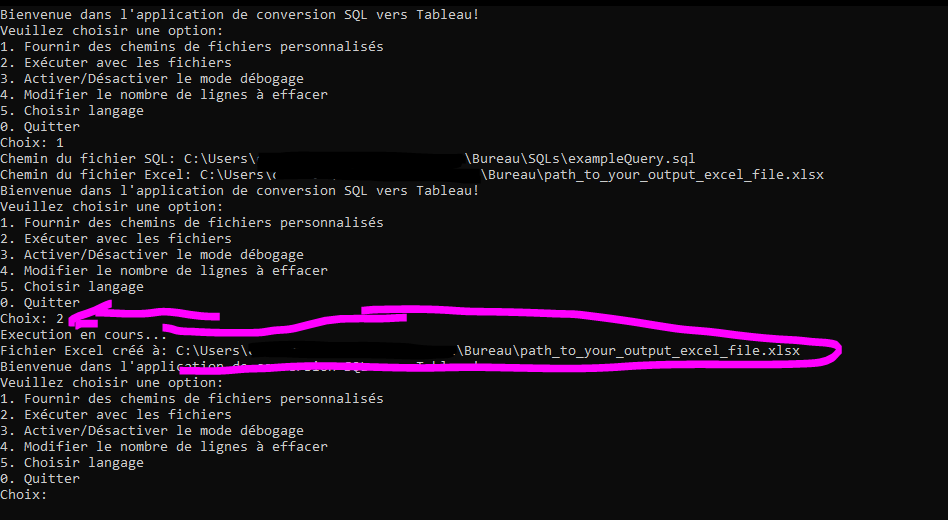 Bienvenue dans l'application de conversion SQL vers Tableau!
Veuillez choisir une option:
1. Fournir des chemins de fichiers personnalisés
2. Exécuter avec les fichiers
3. Activer/Désactiver le mode débogage
4. Modifier le nombre de lignes à effacer
5. Choisir langage
0. Quitter
Choix: 1
Chemin du fichier SQL: C:\Users\ \Bureau\SQLs\exampleQuery.sql
Chemin du fichier Excel: C:\Users\ \Bureau\path_to_your_output_excel_file.xlsx
Bienvenue dans l'application de conversion SQL vers Tableau!
Veuillez choisir une option:
1. Fournir des chemins de fichiers personnalisés
2. Exécuter avec les fichiers
3. Activer/Désactiver le mode débogage
4. Modifier le nombre de lignes à effacer
5. Choisir langage
0. Quitter
Choix: 2
Execution en cours...
Fichier Excel créé à: C:\Users\ \Bureau\path_to_your_output_excel_file.xlsx
Bienvenue dans l'application de conversion SQL vers
Veuillez choisir une option:
1. Fournir des chemins de fichiers personnalisés
2. Exécuter avec les fichiers
3. Activer/Désactiver le mode débogage
4. Modifier le nombre de lignes à effacer
5. Choisir langage
0. Quitter
Choix: